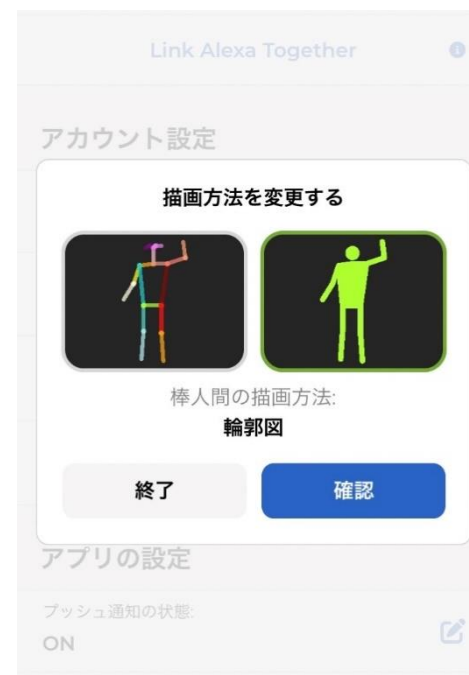 Link Alexa Together
アカウント設定
描画方法を変更する
棒人間の描画方法:
輪郭図
終了
確認
アプリの設定
プッシュ通知の状態:
ON